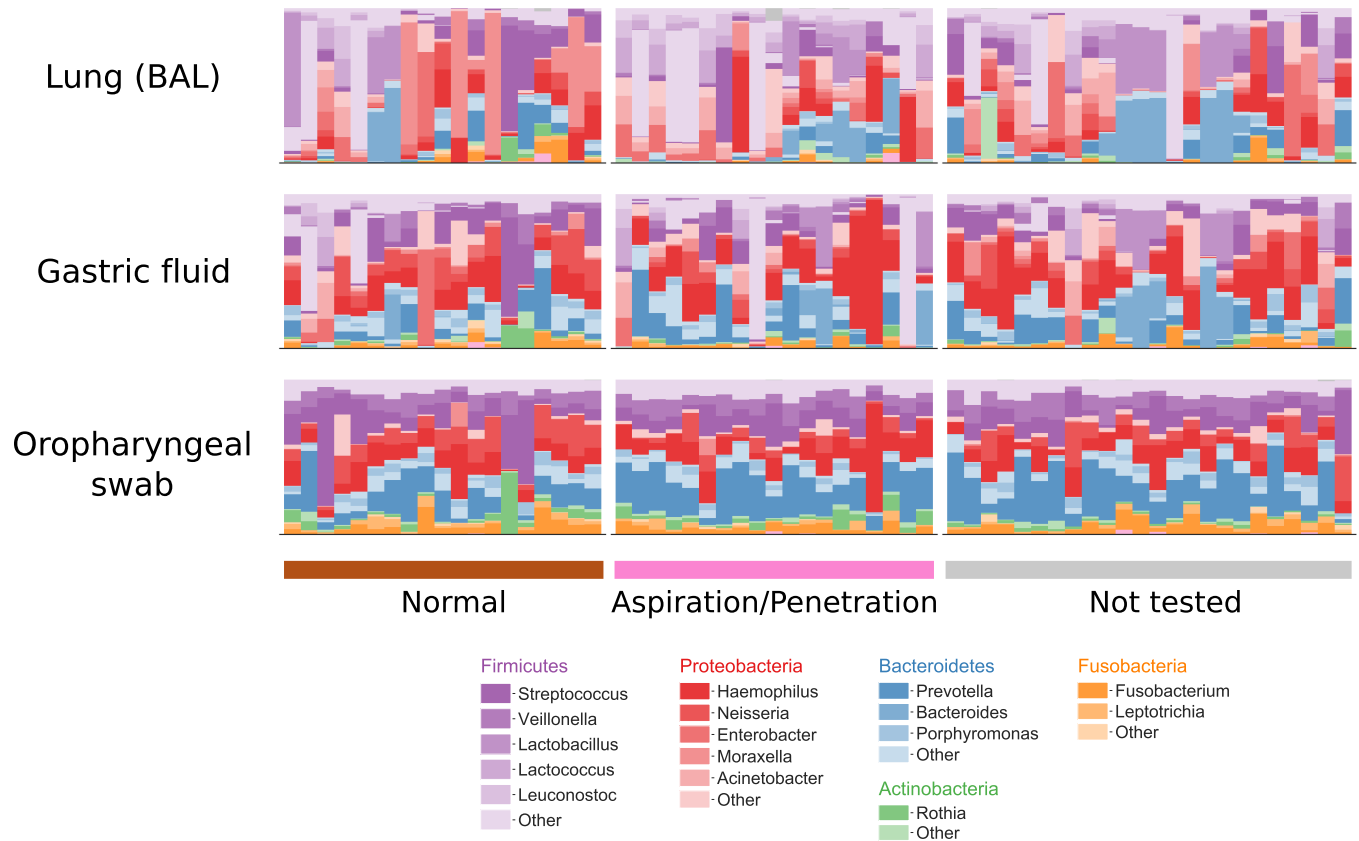 Lung (BAL)
Gastric fluid
Oropharyngeal
swab
Normal
Aspiration/Penetration
Not tested
Firmicutes
Streptococcus
Veillonella
Lactobacillus
Lactococcus
Leuconostoc
Other
Proteobacteria
Haemophilus
Neisseria
Enterobacter
Moraxella
Acinetobacter
Other
Bacteroidetes
Prevotella
Bacteroides
Porphyromonas
Other
Actinobacteria
Rothia
Other
Fusobacteria
Fusobacterium
Leptotrichia
Other